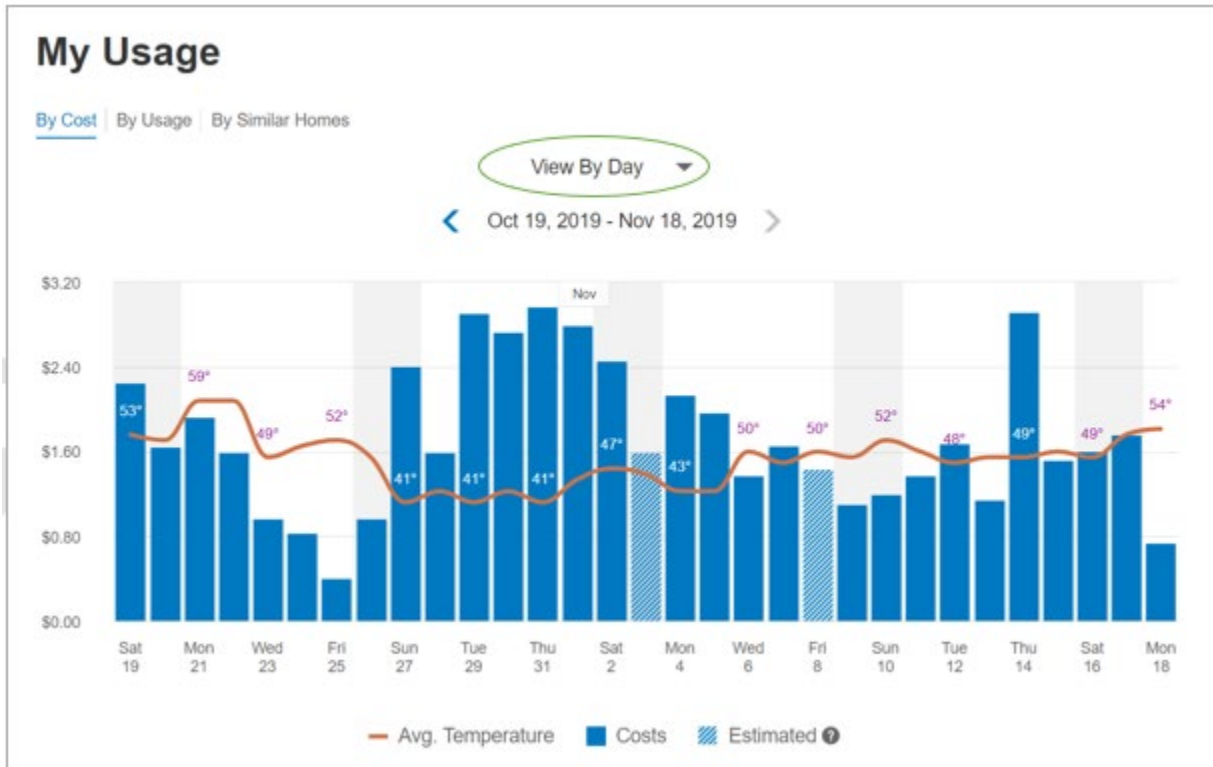 My Usage
By Cost By Usage By Similar Homes
View By Day
Oct 19, 2019 - Nov 18, 2019
$3.20
$2.40
$1.60
$0.80
$0.00
Nov
53°
59°
49°
52°
41°
41°
41°
47°
43°
50°
50°
52°
48°
49°
49°
54°
Sat Mon Wed Fri Sun Tue Thu Sat Mon Wed Fri Sun Tue Thu Sat Mon
19 21 23 25 27 29 31 2 4 6 8 10 12 14 16 18
Avg. Temperature Costs Estimated ?